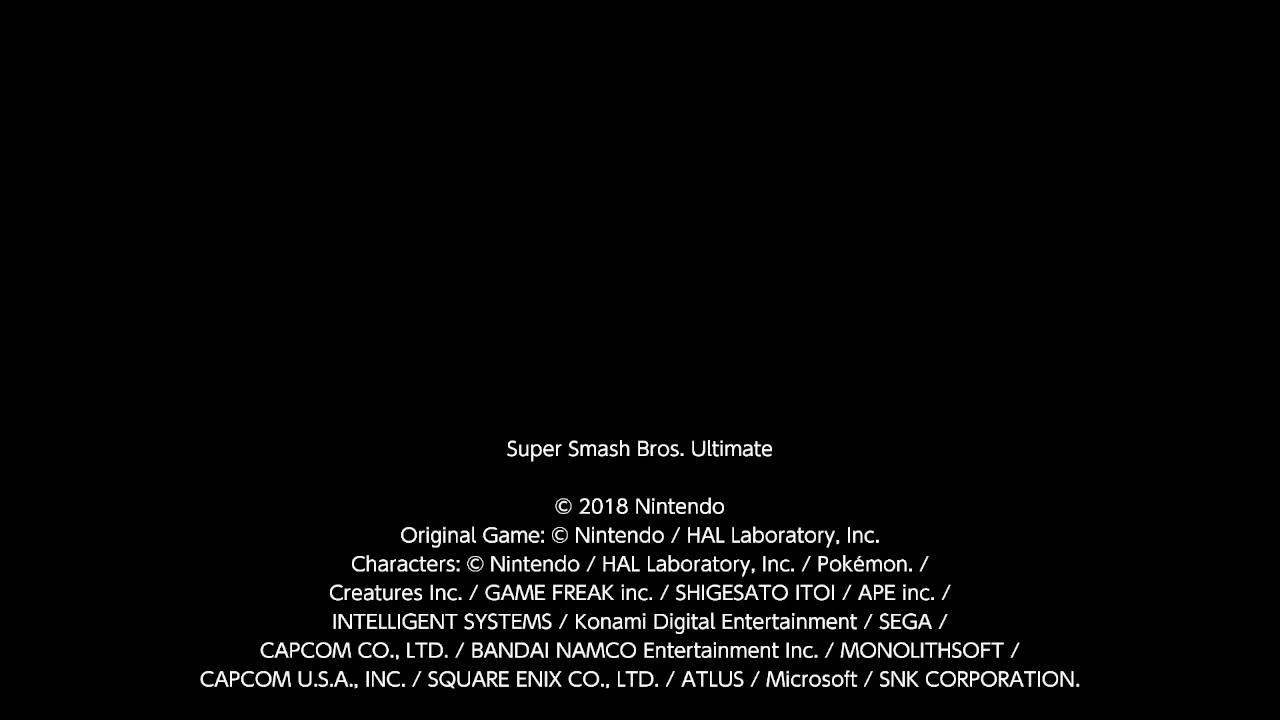 Super Smash Bros. Ultimate
© 2018 Nintendo
Original Game: © Nintendo / HAL Laboratory, Inc.
Characters: © Nintendo / HAL Laboratory, Inc. / Pokémon. /
Creatures Inc. / GAME FREAK inc. / SHIGESATO ITOI / APE inc. /
INTELLIGENT SYSTEMS / Konami Digital Entertainment / SEGA /
CAPCOM CO., LTD. / BANDAI NAMCO Entertainment Inc. / MONOLITHSOFT /
CAPCOM U.S.A., INC. / SQUARE ENIX CO., LTD. / ATLUS / Microsoft / SNK CORPORATION.